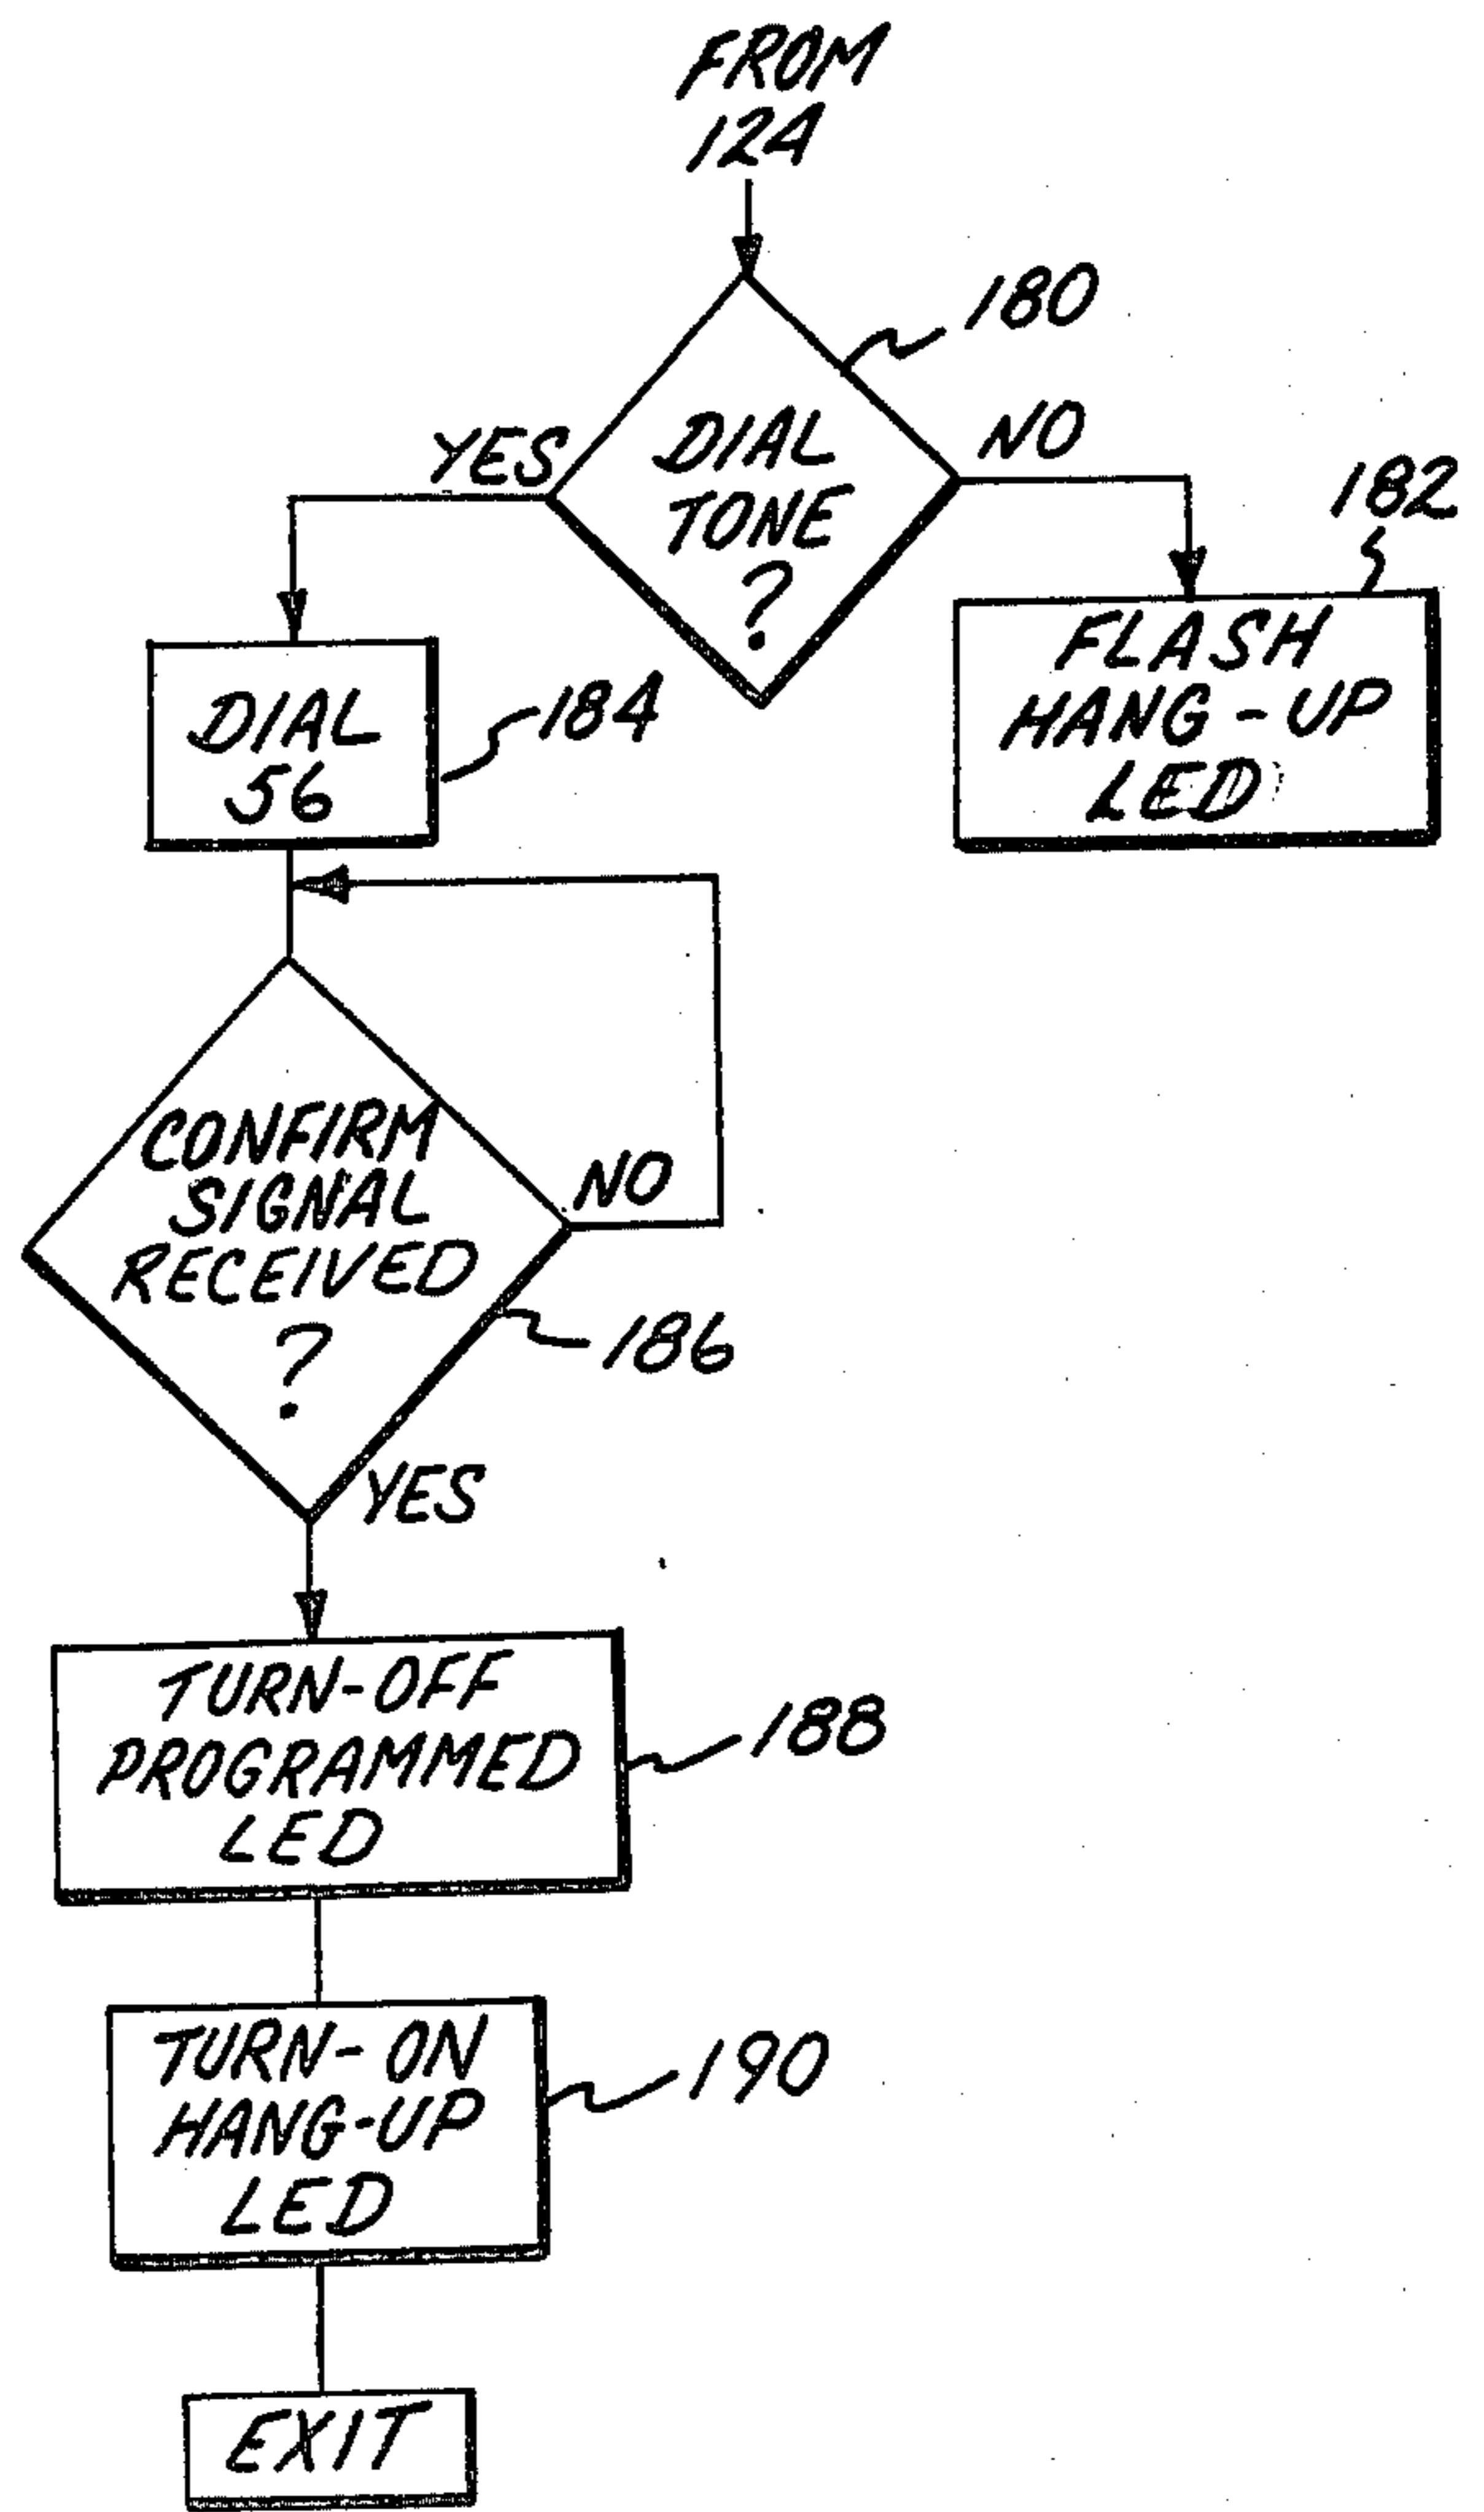 FROM
124
180
YES
NO
DIAL
TONE
?
182
FLASH
HANG-UP
LED
DIAL
56
184
CONFIRM
SIGNAL
RECEIVED
?
NO
186
YES
TURN-OFF
PROGRAMMED
LED
188
TURN-ON
HANG-UP
LED
190
EXIT